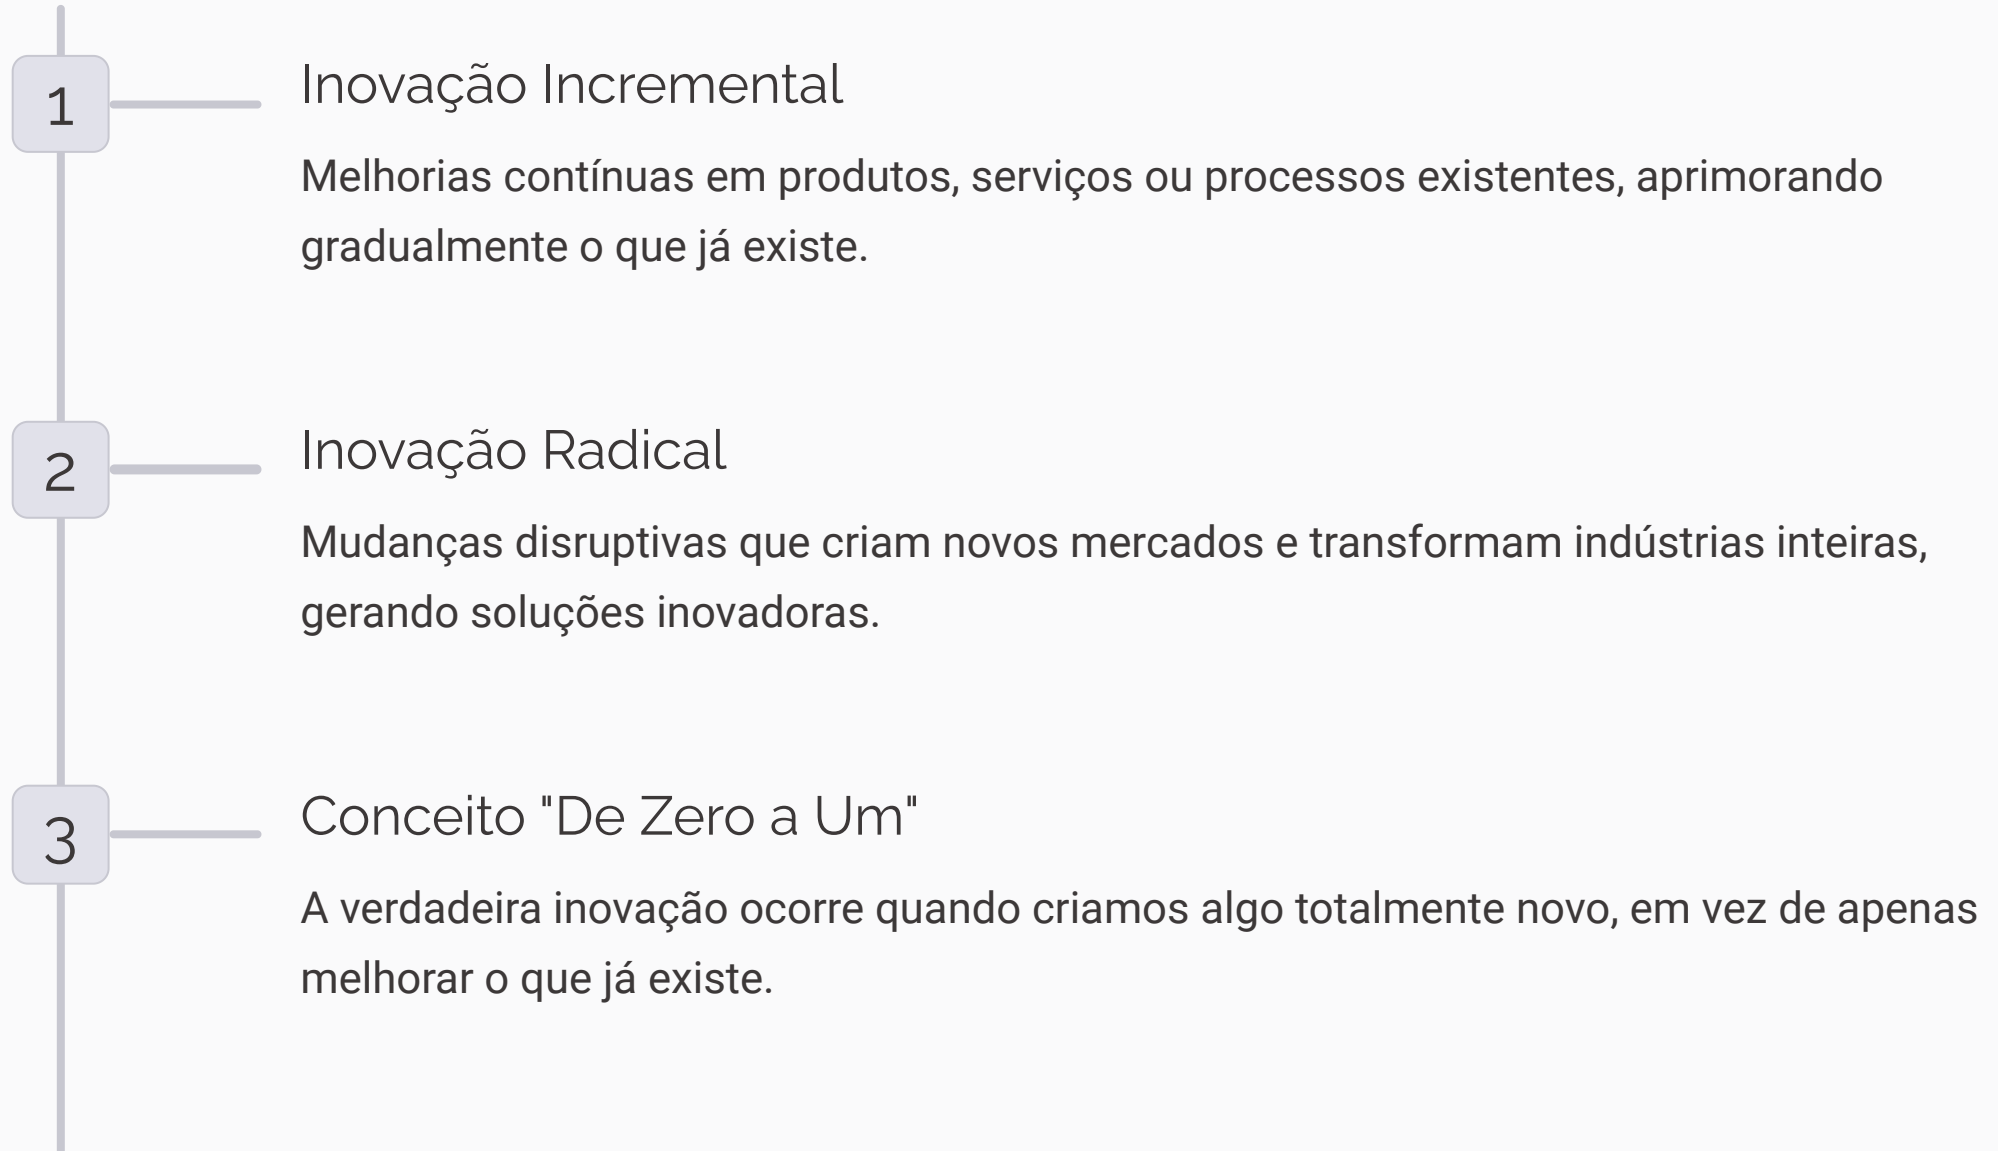 1
Inovação Incremental
Melhorias contínuas em produtos, serviços ou processos existentes, aprimorando
gradualmente o que já existe.
2
Inovação Radical
Mudanças disruptivas que criam novos mercados e transformam indústrias inteiras,
gerando soluções inovadoras.
3
Conceito "De Zero a Um"
A verdadeira inovação ocorre quando criamos algo totalmente novo, em vez de apenas
melhorar o que já existe.